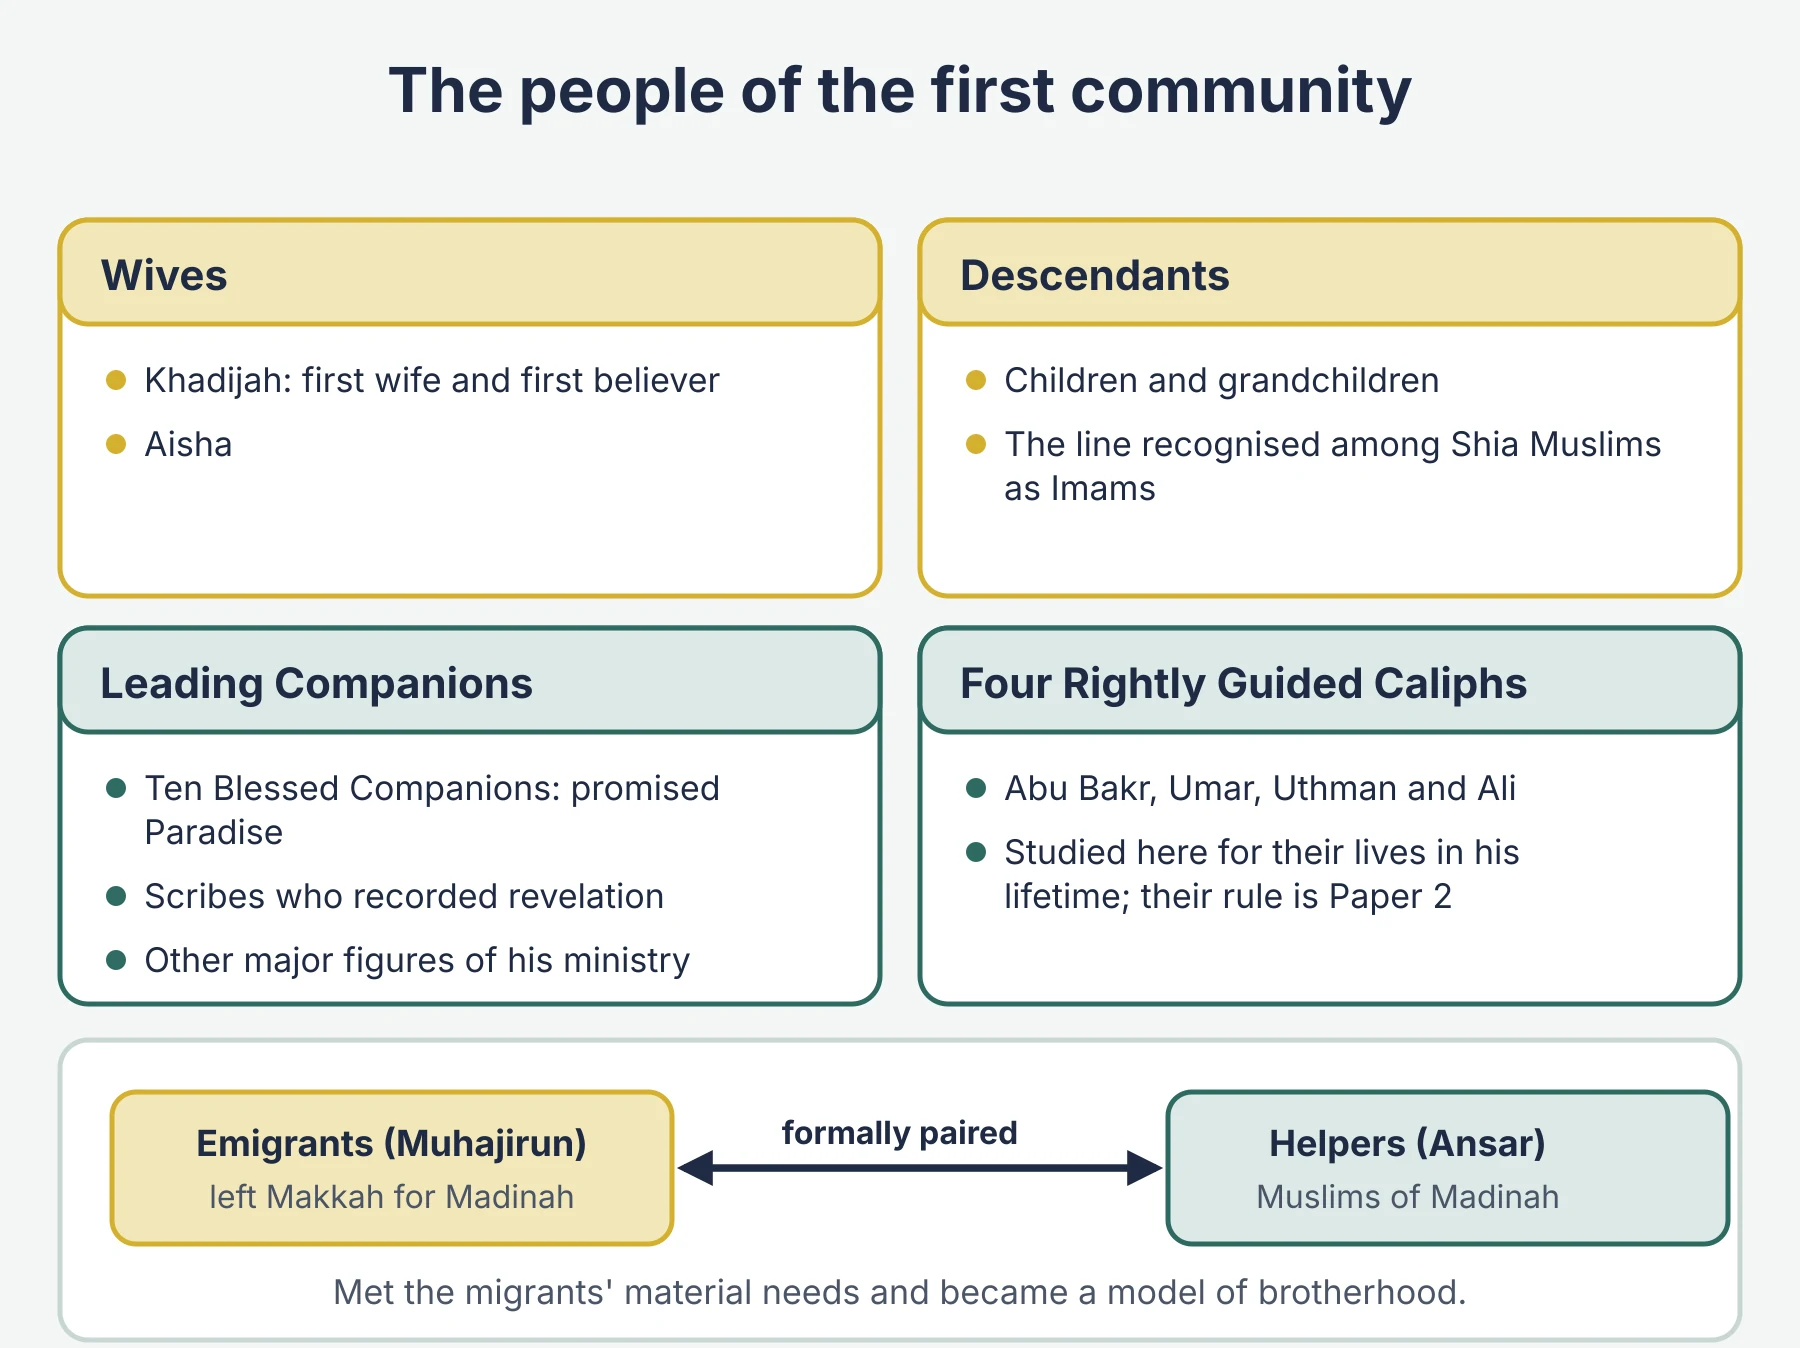 The people of the first community
Wives
Khadijah: first wife and first believer
Aisha
Descendants
Children and grandchildren
The line recognised among Shia Muslims
as Imams
Leading Companions
Ten Blessed Companions: promised
Paradise
Scribes who recorded revelation
Other major figures of his ministry
Four Rightly Guided Caliphs
Abu Bakr, Umar, Uthman and Ali
Studied here for their lives in his
lifetime; their rule is Paper 2
Emigrants (Muhajirun)
left Makkah for Madinah
formally paired
Helpers (Ansar)
Muslims of Madinah
Met the migrants' material needs and became a model of brotherhood.